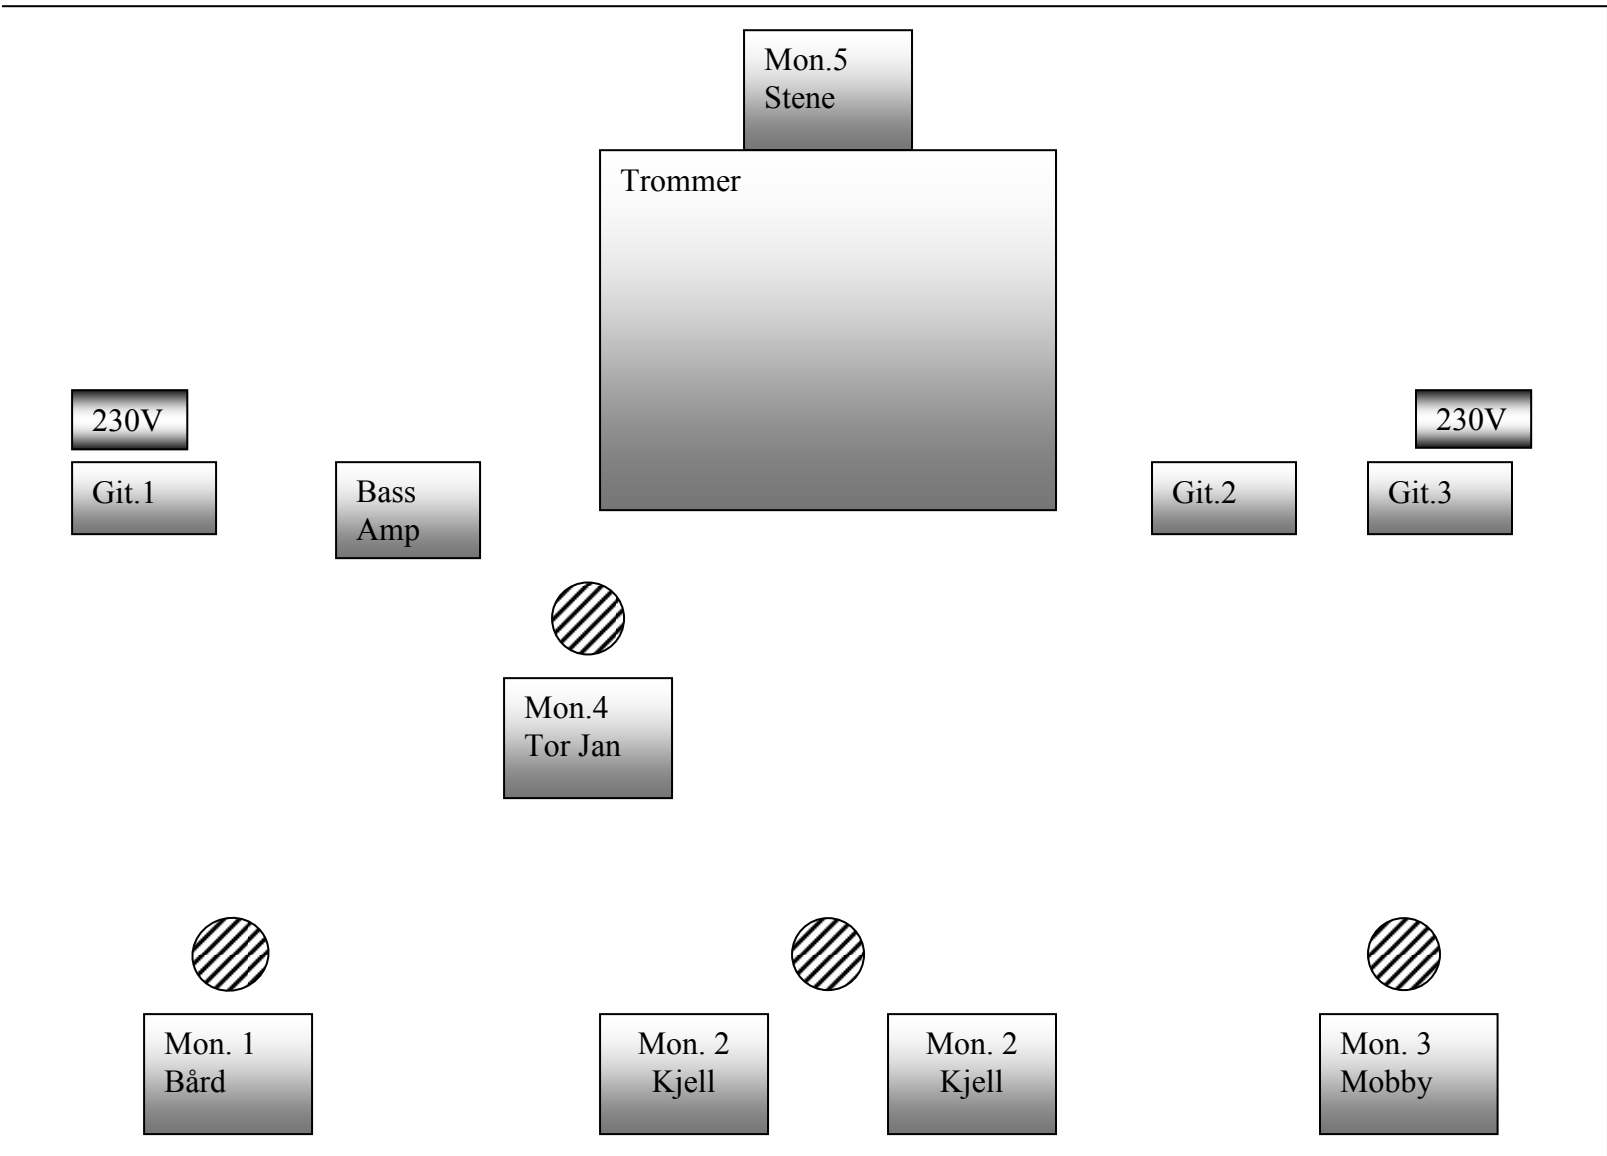 Mon.5
Stene
Trommer
230V
230V
Git.1
Bass
Amp
Git.2
Git.3
Mon.4
Tor Jan
Mon. 1
Bård
Mon. 2
Kjell
Mon. 2
Kjell
Mon. 3
Mobby